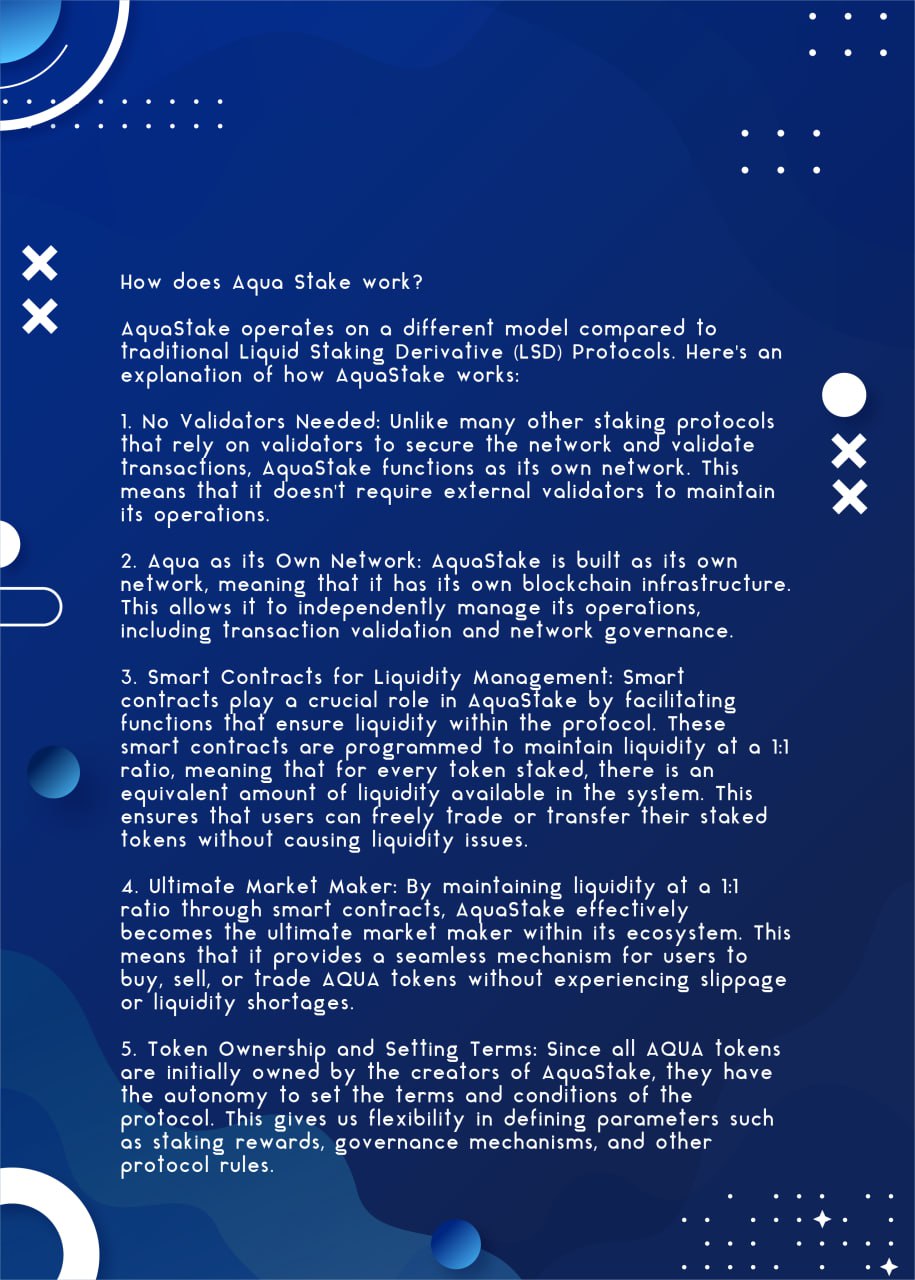 How does Aqua Stake work?
AquaStake operates on a different model compared to
traditional Liquid Staking Derivative (LSD) Protocols. Here's an
explanation of how AquaStake works:
1. No Validators Needed: Unlike many other staking protocols
that rely on validators to secure the network and validate
transactions, AquaStake functions as its own network. This
means that it doesn't require external validators to maintain
its operations.
2. Aqua as its Own Network: AquaStake is built as its own
network, meaning that it has its own blockchain infrastructure.
This allows it to independently manage its operations,
including transaction validation and network governance.
3. Smart Contracts for Liquidity Management: Smart
contracts play a crucial role in AquaStake by facilitating
functions that ensure liquidity within the protocol. These
smart contracts are programmed to maintain liquidity at a 1:1
ratio, meaning that for every token staked, there is an
equivalent amount of liquidity available in the system. This
ensures that users can freely trade or transfer their staked
tokens without causing liquidity issues.
4. Ultimate Market Maker: By maintaining liquidity at a 1:1
ratio through smart contracts, AquaStake effectively
becomes the ultimate market maker within its ecosystem. This
means that it provides a seamless mechanism for users to
buy, sell, or trade AQUA tokens without experiencing slippage
or liquidity shortages.
5. Token Ownership and Setting Terms: Since all AQUA tokens
are initially owned by the creators of AquaStake, they have
the autonomy to set the terms and conditions of the
protocol. This gives us flexibility in defining parameters such
as staking rewards, governance mechanisms, and other
protocol rules.